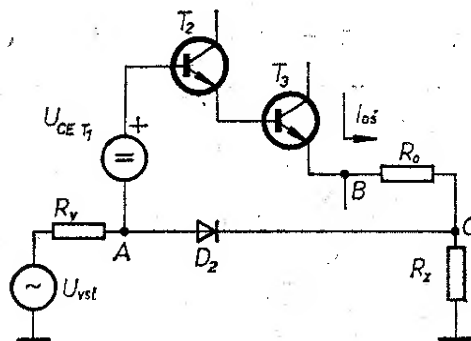 T2
T3
UCE T1
+
=
Ioš
Ro
B
Rv
A
D2
C
Rz
~
Uvst